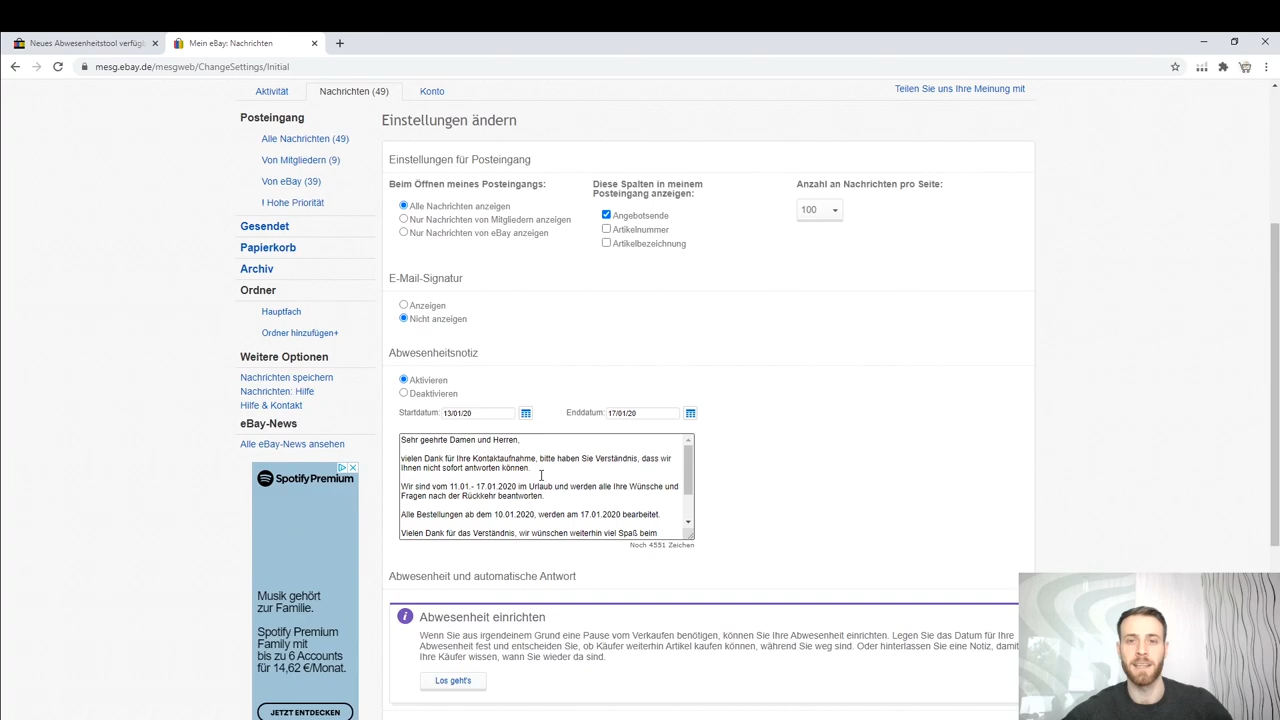 Neues Abwesenheitstool verfügb
Mein eBay: Nachrichten
mesg.ebay.de/mesgweb/ChangeSettings/Initial
Aktivität
Nachrichten (49)
Konto
Teilen Sie uns Ihre Meinung mit
Posteingang
Alle Nachrichten (49)
Von Mitgliedern (9)
Von eBay (39)
! Hohe Priorität
Gesendet
Papierkorb
Archiv
Ordner
Hauptfach
Ordner hinzufügen+
Weitere Optionen
Nachrichten speichern
Nachrichten: Hilfe
Hilfe & Kontakt
eBay-News
Alle eBay-News ansehen
Spotify Premium
Musik gehört
zur Familie.
Spotify Premium
Family mit
bis zu 6 Accounts
für 14,62 €/Monat.
JETZT ENTDECKEN
Einstellungen ändern
Einstellungen für Posteingang
Beim Öffnen meines Posteingangs:
Alle Nachrichten anzeigen
Nur Nachrichten von Mitgliedern anzeigen
Nur Nachrichten von eBay anzeigen
Diese Spalten in meinem
Posteingang anzeigen:
Angebotsende
Artikelnummer
Artikelbezeichnung
Anzahl an Nachrichten pro Seite:
100
E-Mail-Signatur
Anzeigen
Nicht anzeigen
Abwesenheitsnotiz
Aktivieren
Deaktivieren
Startdatum: 13/01/20
Enddatum: 17/01/20
Sehr geehrte Damen und Herren,
vielen Dank für Ihre Kontaktaufnahme, bitte haben Sie Verständnis, dass wir
Ihnen nicht sofort antworten können.
Wir sind vom 11.01.- 17.01.2020 im Urlaub und werden alle Ihre Wünsche und
Fragen nach der Rückkehr beantworten.
Alle Bestellungen ab dem 10.01.2020, werden am 17.01.2020 bearbeitet.
Vielen Dank für das Verständnis, wir wünschen weiterhin viel Spaß beim
Noch 4551 Zeichen
Abwesenheit und automatische Antwort
Abwesenheit einrichten
Wenn Sie aus irgendeinem Grund eine Pause vom Verkaufen benötigen, können Sie Ihre Abwesenheit einrichten. Legen Sie das Datum für Ihre
Abwesenheit fest und entscheiden Sie, ob Käufer weiterhin Artikel kaufen können, während Sie weg sind. Oder hinterlassen Sie eine Notiz, damit
Ihre Käufer wissen, wann Sie wieder da sind.
Los geht's